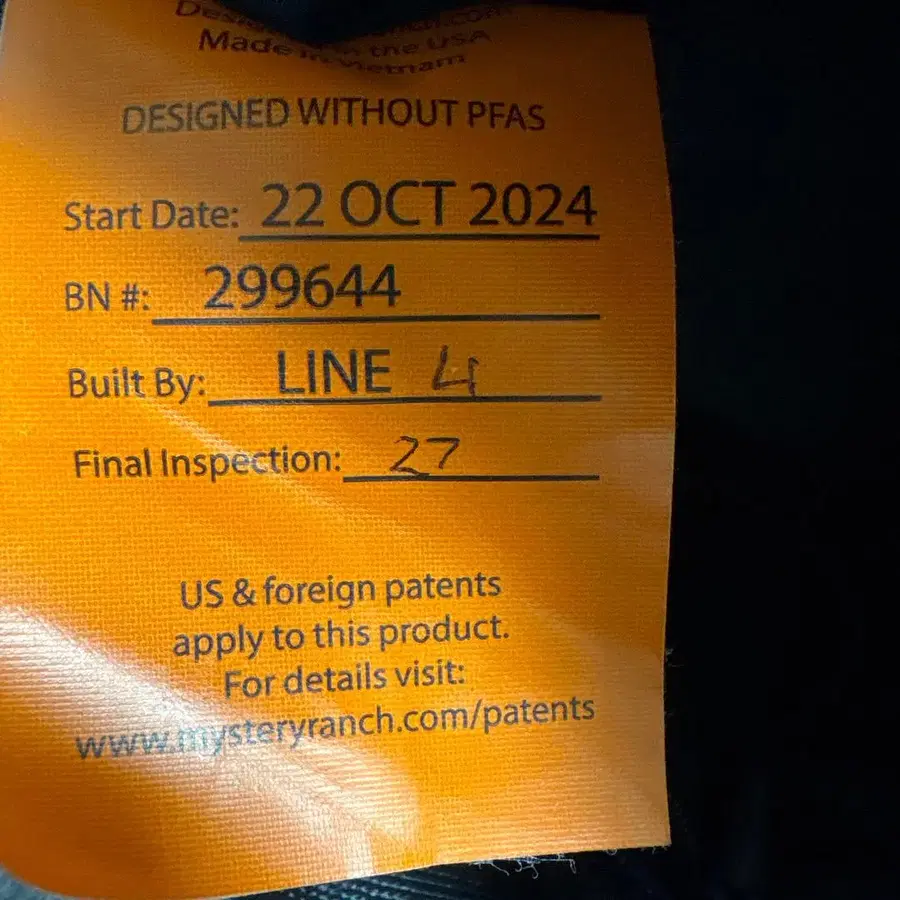 in the USA
Made in Vietnam
DESIGNED WITHOUT PFAS
Start Date: 22 OCT 2024
BN #: 299644
Built By: LINE 4
Final Inspection: 27
US & foreign patents
apply to this product.
For details visit:
www.mysteryranch.com/patents